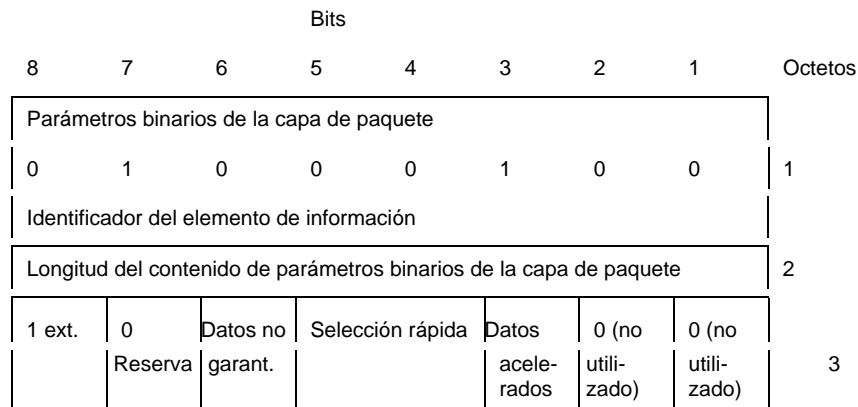 Bits
8 7 6 5 4 3 2 1 Octetos
Parámetros binarios de la capa de paquete
0 1 0 0 0 1 0 0 1
Identificador del elemento de información
Longitud del contenido de parámetros binarios de la capa de paquete 2
1 ext. 0 Datos no Selección rápida Datos 0 (no 0 (no
Reserva garant. acele- utili- utili- 3
rados zado) zado)